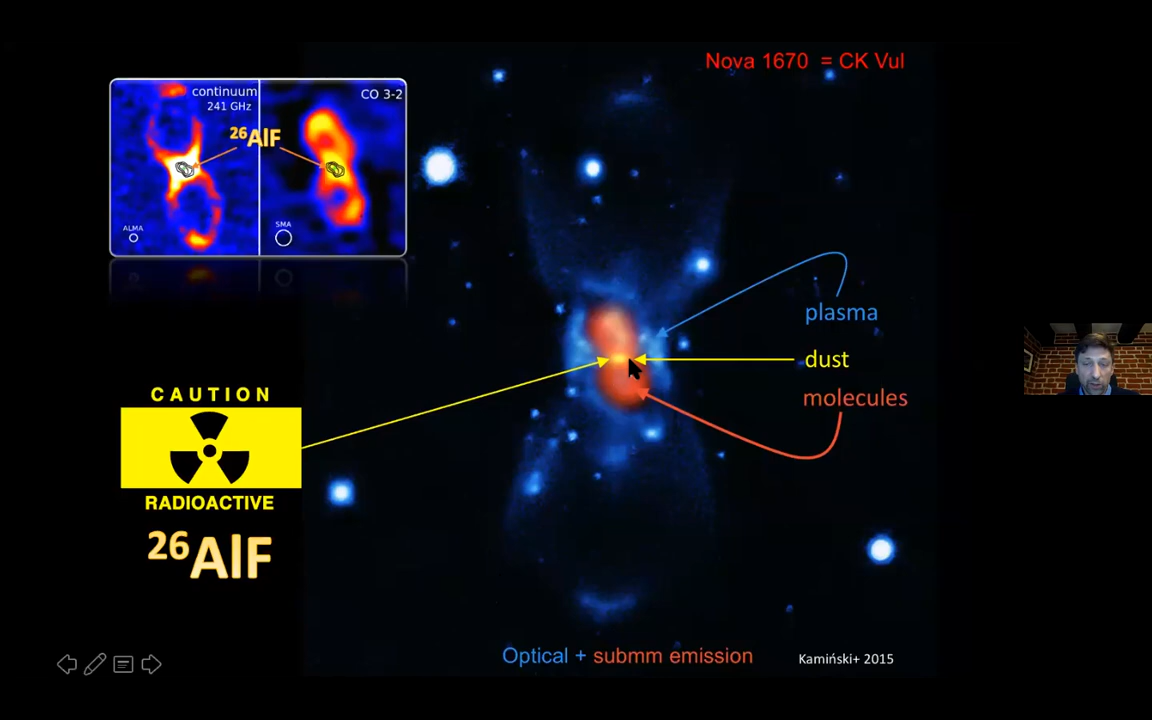 Nova 1670 = CK Vul
continuum
241 GHz
CO 3-2
26AlF
ALMA
SMA
plasma
dust
molecules
CAUTION
RADIOACTIVE
26AlF
Optical + submm emission
Kamiński+ 2015